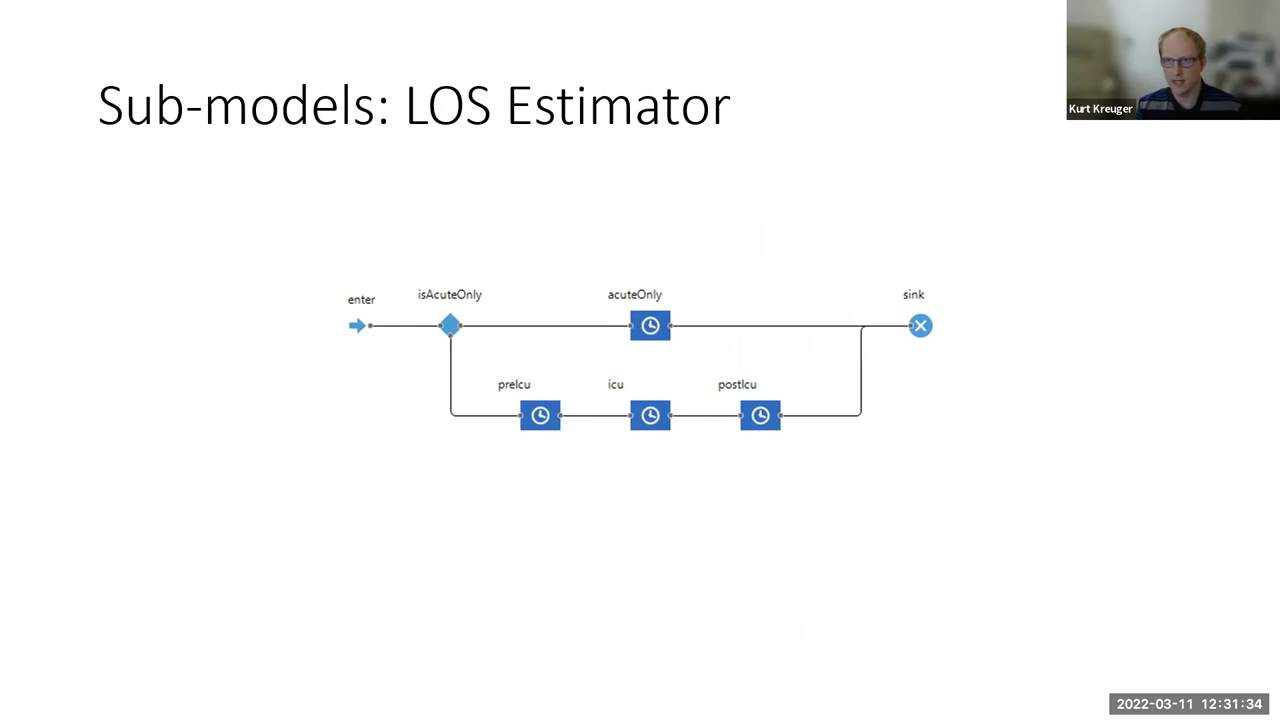 Sub-models: LOS Estimator
Kurt Kreuger
enter
isAcuteOnly
acuteOnly
sink
preIcu
icu
postIcu
2022-03-11 12:31:34